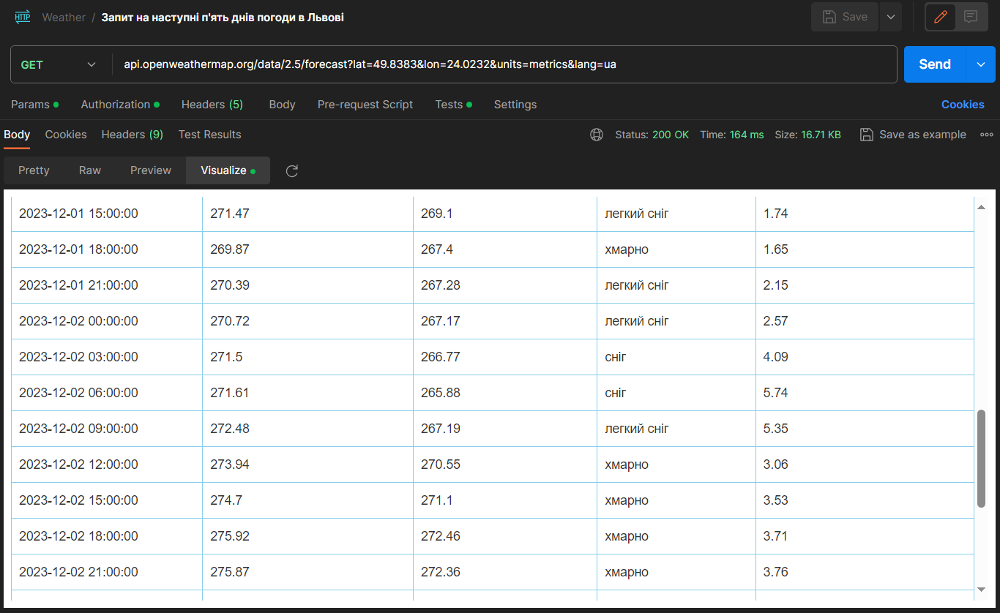 HTTP Weather / Запит на наступні п'ять днів погоди в Львові Save
GET api.openweathermap.org/data/2.5/forecast?lat=49.8383&lon=24.0232&units=metrics&lang=ua Send
Params Authorization Headers (5) Body Pre-request Script Tests Settings Cookies
Body Cookies Headers (9) Test Results Status: 200 OK Time: 164 ms Size: 16.71 KB Save as example
Pretty Raw Preview Visualize
2023-12-01 15:00:00 271.47 269.1 легкий сніг 1.74
2023-12-01 18:00:00 269.87 267.4 хмарно 1.65
2023-12-01 21:00:00 270.39 267.28 легкий сніг 2.15
2023-12-02 00:00:00 270.72 267.17 легкий сніг 2.57
2023-12-02 03:00:00 271.5 266.77 сніг 4.09
2023-12-02 06:00:00 271.61 265.88 сніг 5.74
2023-12-02 09:00:00 272.48 267.19 легкий сніг 5.35
2023-12-02 12:00:00 273.94 270.55 хмарно 3.06
2023-12-02 15:00:00 274.7 271.1 хмарно 3.53
2023-12-02 18:00:00 275.92 272.46 хмарно 3.71
2023-12-02 21:00:00 275.87 272.36 хмарно 3.76